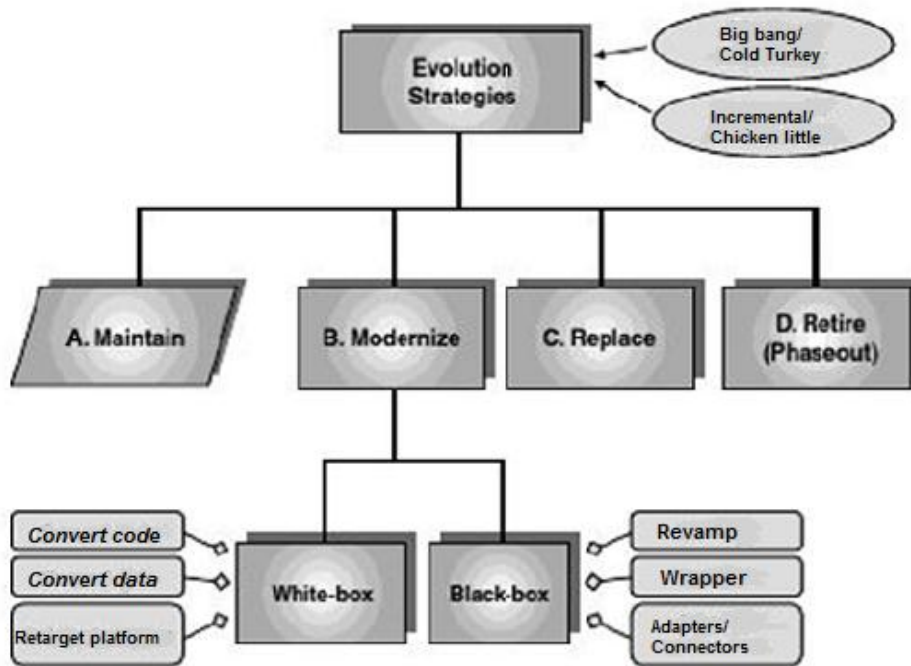 Big bang/
Cold Turkey
Evolution
Strategies
Incremental/
Chicken little
A. Maintain
B. Modernize
C. Replace
D. Retire
(Phaseout)
Convert code
Convert data
Retarget platform
White-box
Black-box
Revamp
Wrapper
Adapters/
Connectors